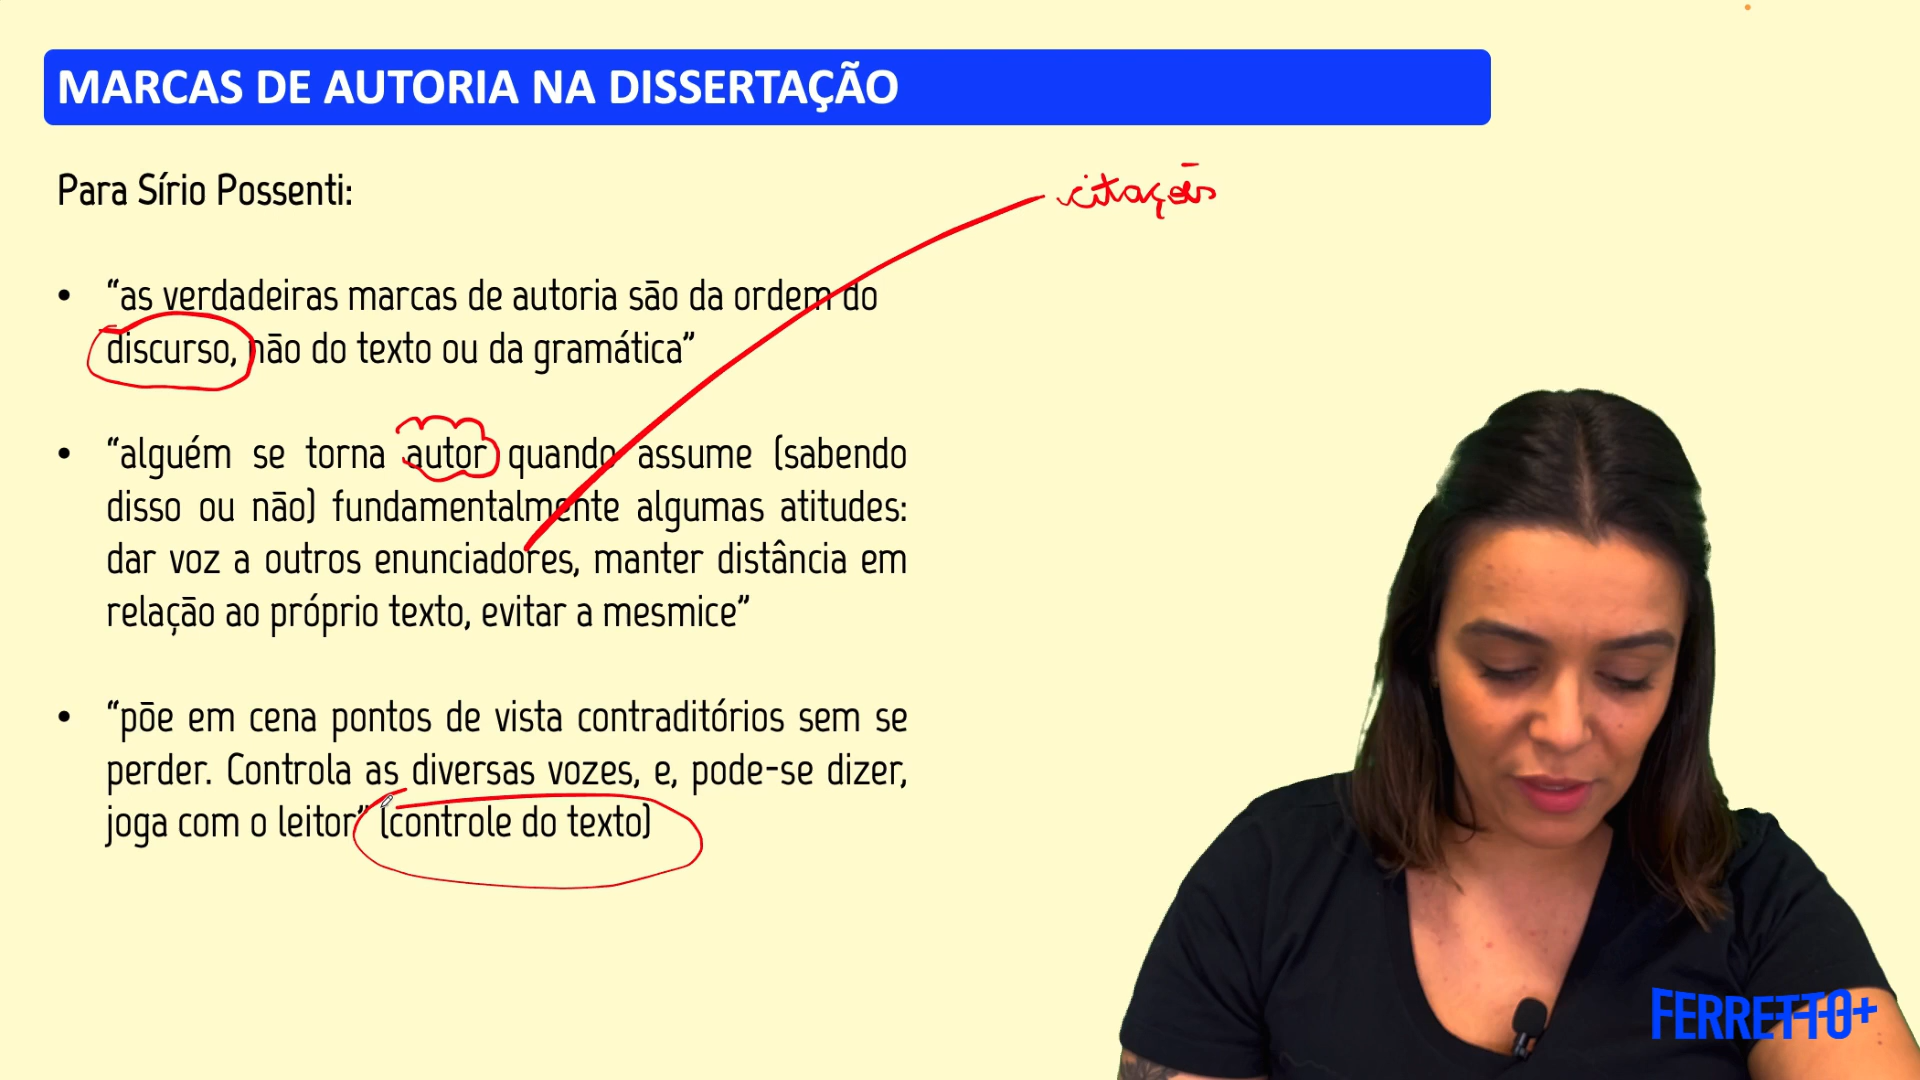 MARCAS DE AUTORIA NA DISSERTAÇÃO
Para Sírio Possenti:
citações
• “as verdadeiras marcas de autoria são da ordem do
discurso, não do texto ou da gramática”
• “alguém se torna autor quando assume (sabendo
disso ou não) fundamentalmente algumas atitudes:
dar voz a outros enunciadores, manter distância em
relação ao próprio texto, evitar a mesmice”
• “põe em cena pontos de vista contraditórios sem se
perder. Controla as diversas vozes, e, pode-se dizer,
joga com o leitor” (controle do texto)
FERRETTO+